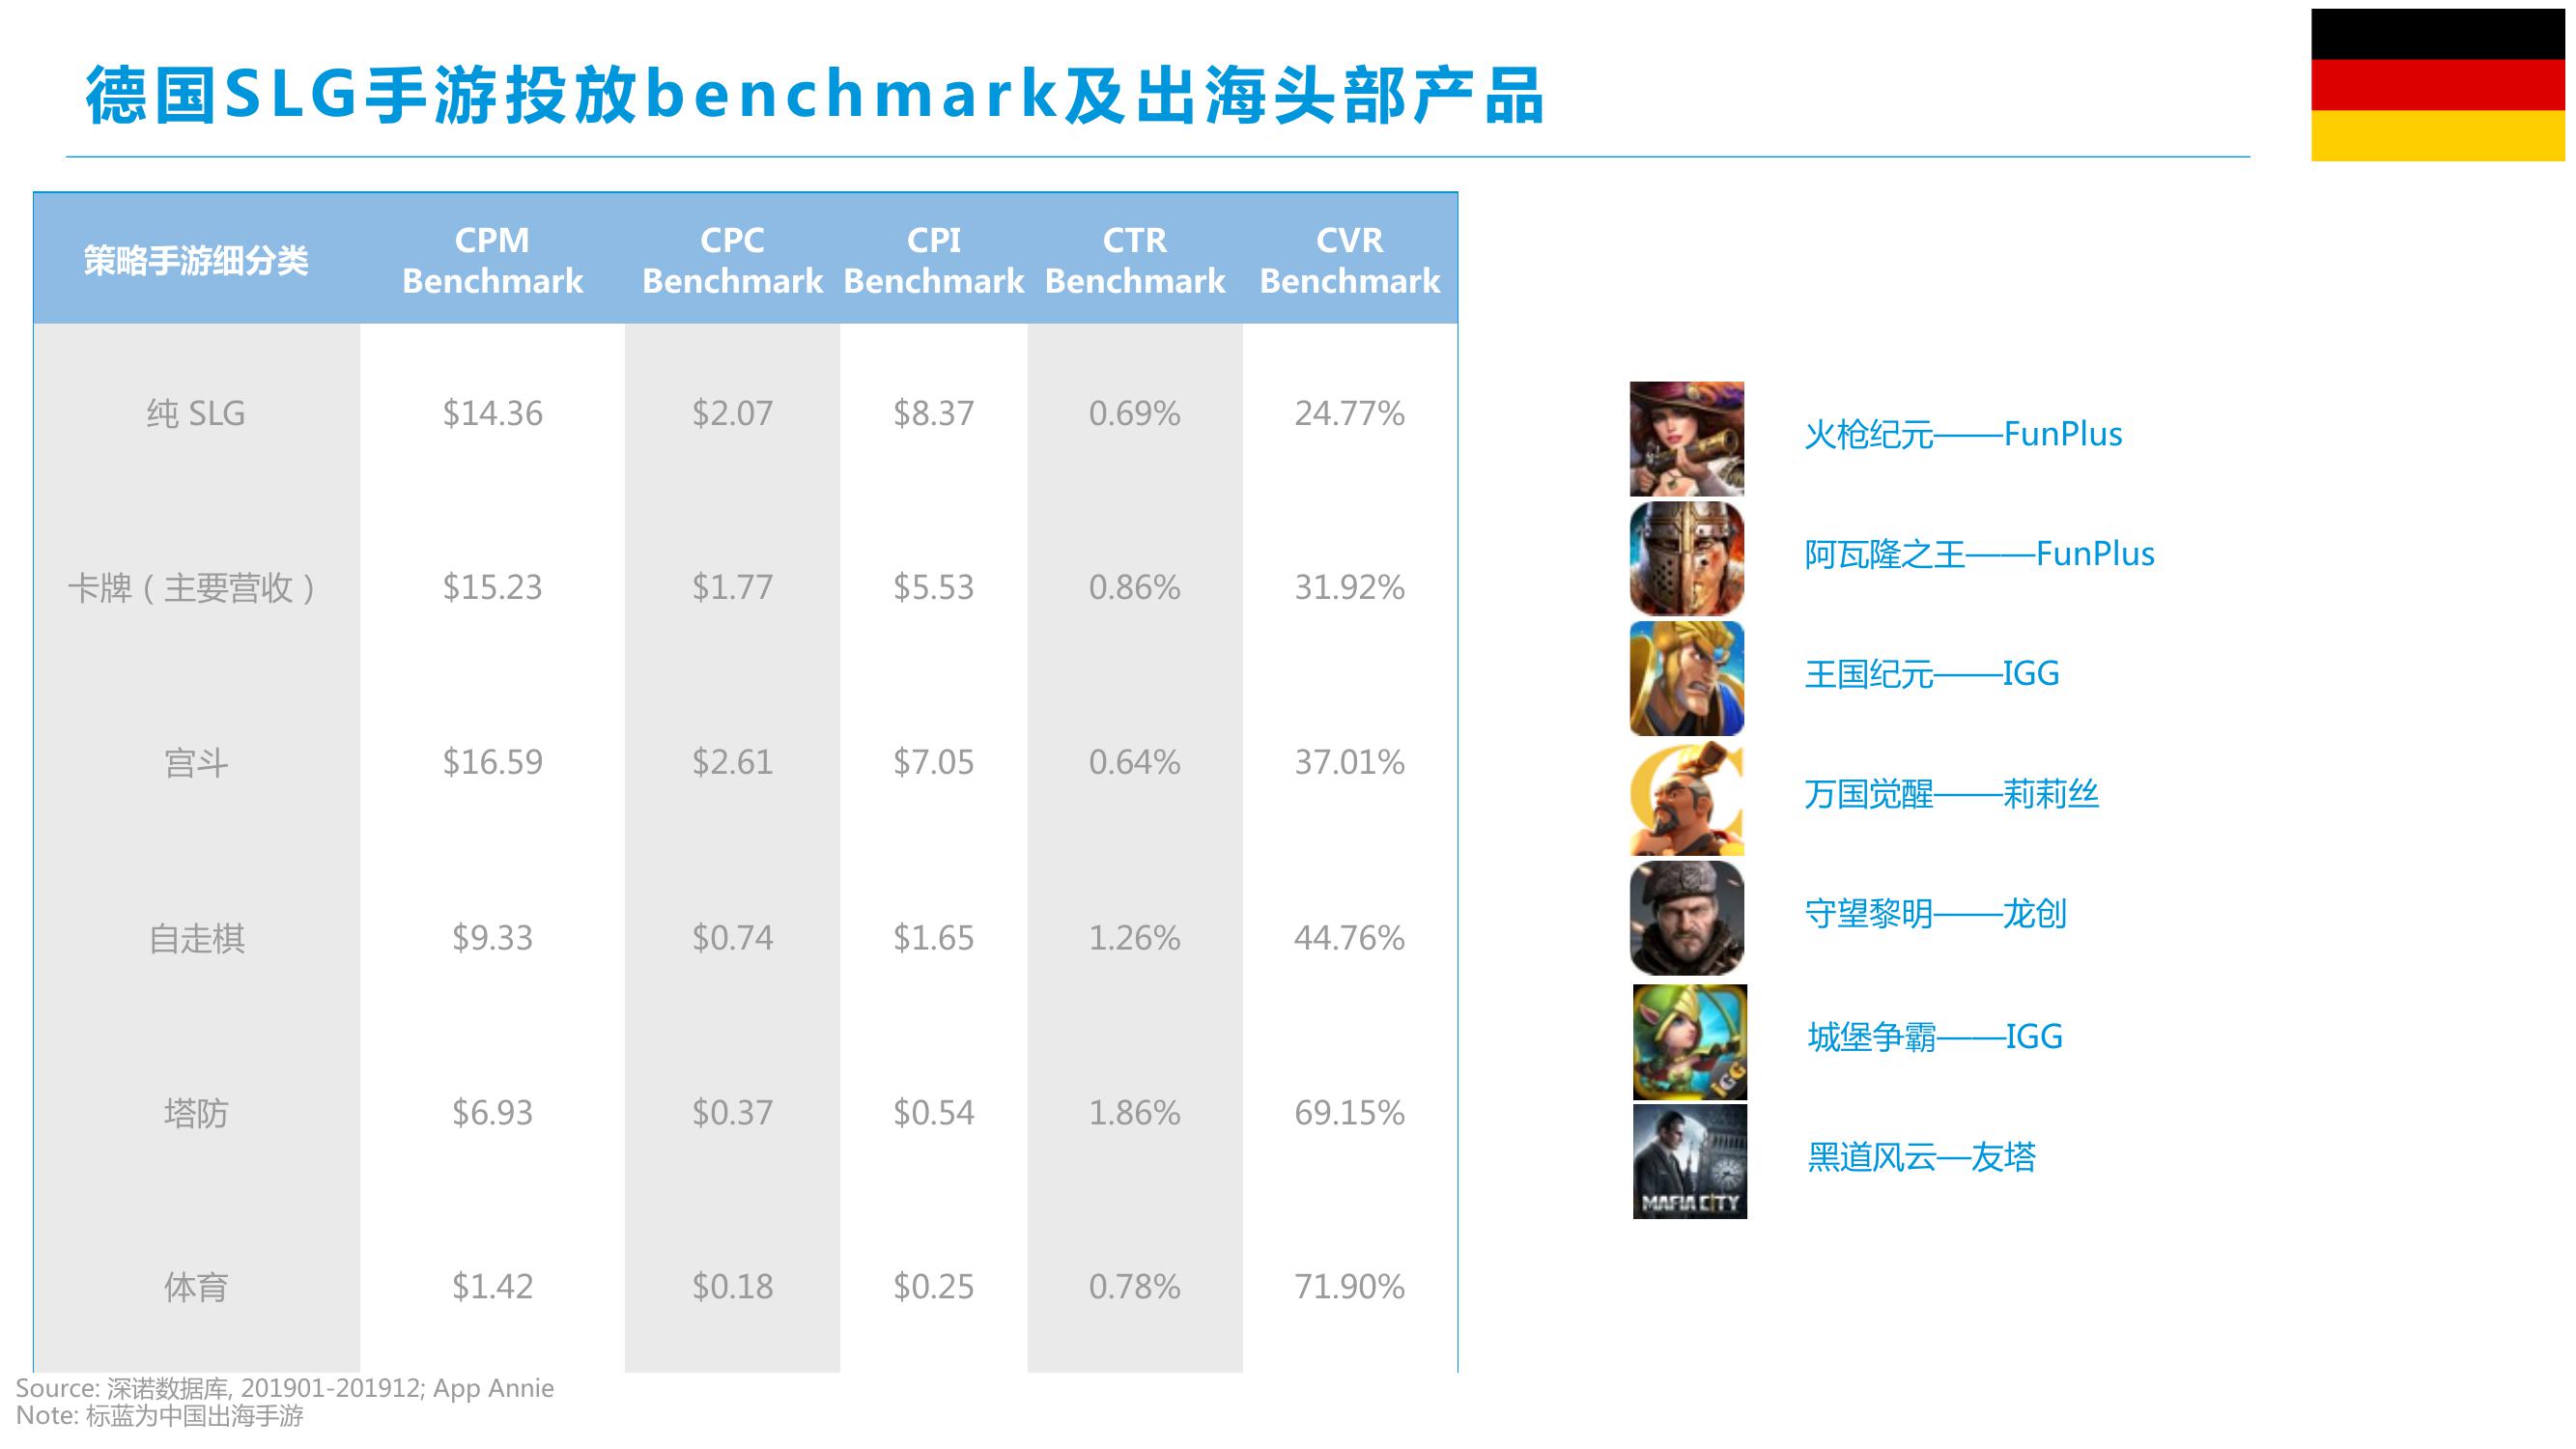 德国SLG手游投放benchmark及出海头部产品
策略手游细分类 CPM Benchmark CPC Benchmark CPI Benchmark CTR Benchmark CVR Benchmark
纯 SLG $14.36 $2.07 $8.37 0.69% 24.77%
卡牌（主要营收） $15.23 $1.77 $5.53 0.86% 31.92%
宫斗 $16.59 $2.61 $7.05 0.64% 37.01%
自走棋 $9.33 $0.74 $1.65 1.26% 44.76%
塔防 $6.93 $0.37 $0.54 1.86% 69.15%
体育 $1.42 $0.18 $0.25 0.78% 71.90%
火枪纪元——FunPlus
阿瓦隆之王——FunPlus
王国纪元——IGG
万国觉醒——莉莉丝
守望黎明——龙创
城堡争霸——IGG
IGG
黑道风云—友塔
MAFIA CITY
Source: 深诺数据库, 201901-201912; App Annie
Note: 标蓝为中国出海手游